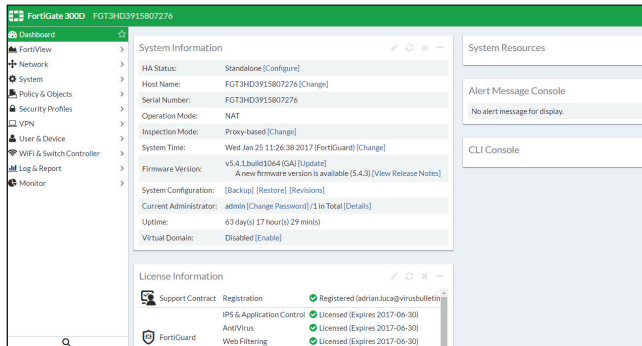 FortiGate 300D FGT3HD3915807276
Dashboard
FortiView
Network
System
Policy & Objects
Security Profiles
VPN
User & Device
WiFi & Switch Controller
Log & Report
Monitor
System Information
HA Status: Standalone [Configure]
Host Name: FGT3HD3915807276 [Change]
Serial Number: FGT3HD3915807276
Operation Mode: NAT
Inspection Mode: Proxy-based [Change]
System Time: Wed Jan 25 11:26:38 2017 (FortiGuard) [Change]
Firmware Version: v5.4.1,build1064 (GA) [Update]
A new firmware version is available (5.4.3) [View Release Notes]
System Configuration: [Backup] [Restore] [Revisions]
Current Administrator: admin [Change Password] /1 in Total [Details]
Uptime: 63 day(s) 17 hour(s) 29 min(s)
Virtual Domain: Disabled [Enable]
License Information
Support Contract Registration Registered (adrian.luca@virusbulletin
FortiGuard
IPS & Application Control Licensed (Expires 2017-06-30)
AntiVirus Licensed (Expires 2017-06-30)
Web Filtering Licensed (Expires 2017-06-30)
System Resources
Alert Message Console
No alert message for display.
CLI Console